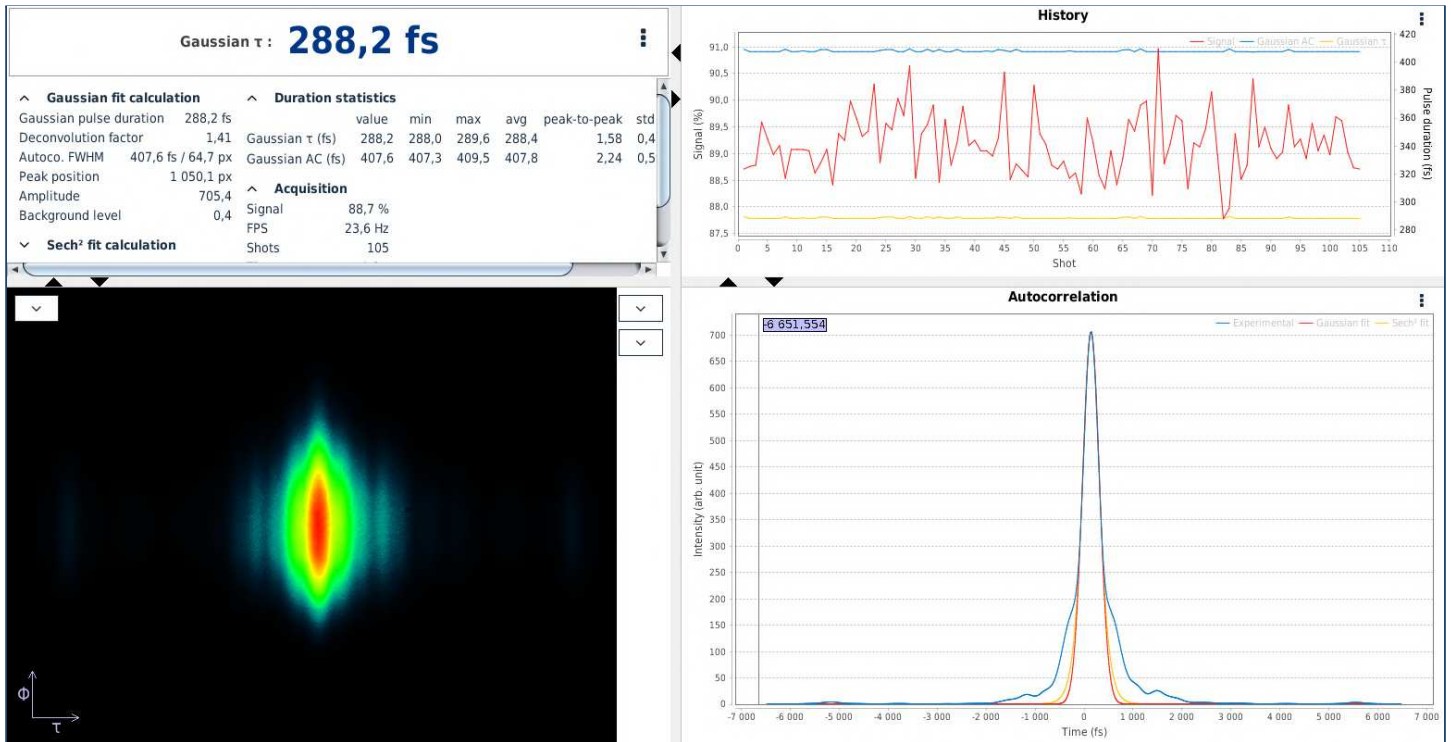 Gaussian τ : 288,2 fs
Gaussian fit calculation
Gaussian pulse duration 288,2 fs
Deconvolution factor 1,41
Autoco. FWHM 407,6 fs / 64,7 px
Peak position 1 050,1 px
Amplitude 705,4
Background level 0,4
Sech² fit calculation
Duration statistics
value min max avg peak-to-peak std
Gaussian τ (fs) 288,2 288,0 289,6 288,4 1,58 0,4
Gaussian AC (fs) 407,6 407,3 409,5 407,8 2,24 0,5
Acquisition
Signal 88,7 %
FPS 23,6 Hz
Shots 105
History
Signal Gaussian AC Gaussian τ
Signal (%)
91,0
90,5
90,0
89,5
89,0
88,5
88,0
87,5
420
400
380
360
340
320
300
280
Pulse duration (fs)
0 5 10 15 20 25 30 35 40 45 50 55 60 65 70 75 80 85 90 95 100 105 110
Shot
Φ
τ
Autocorrelation
-6 651,554
Experimental Gaussian fit Sech² fit
Intensity (arb. unit)
700
650
600
550
500
450
400
350
300
250
200
150
100
50
0
-7 000 -6 000 -5 000 -4 000 -3 000 -2 000 -1 000 0 1 000 2 000 3 000 4 000 5 000 6 000 7 000
Time (fs)